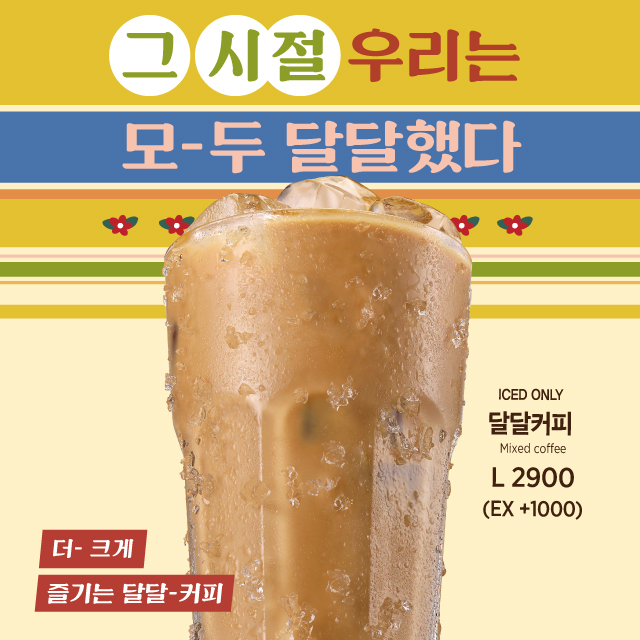 그 시절 우리는
모-두 달달했다
ICED ONLY
달달커피
Mixed coffee
L 2900
(EX +1000)
더- 크게
즐기는 달달-커피